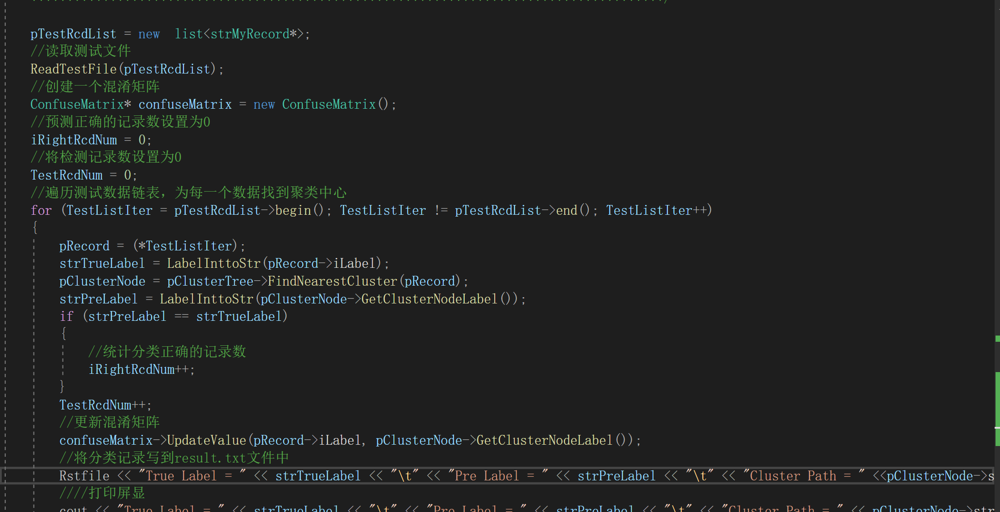 pTestRcdList = new  list<strMyRecord*>;
//读取测试文件
ReadTestFile(pTestRcdList);
//创建一个混淆矩阵
ConfuseMatrix* confuseMatrix = new ConfuseMatrix();
//预测正确的记录数设置为0
iRightRcdNum = 0;
//将检测记录数设置为0
TestRcdNum = 0;
//遍历测试数据链表，为每一个数据找到聚类中心
for (TestListIter = pTestRcdList->begin(); TestListIter != pTestRcdList->end(); TestListIter++)
{
pRecord = (*TestListIter);
strTrueLabel = LabelInttoStr(pRecord->iLabel);
pClusterNode = pClusterTree->FindNearestCluster(pRecord);
strPreLabel = LabelInttoStr(pClusterNode->GetClusterNodeLabel());
if (strPreLabel == strTrueLabel)
{
//统计分类正确的记录数
iRightRcdNum++;
}
TestRcdNum++;
//更新混淆矩阵
confuseMatrix->UpdateValue(pRecord->iLabel, pClusterNode->GetClusterNodeLabel());
//将分类记录写到result.txt文件中
Rstfile << "True Label = " << strTrueLabel << "\t" << "Pre Label = " << strPreLabel << "\t" << "Cluster Path = " <<pClusterNode->s
////打印屏显
cout << "True Label = " << strTrueLabel << "\t" << "Pre Label = " << strPreLabel << "\t" << "Cluster Path = " << pClusterNode->str